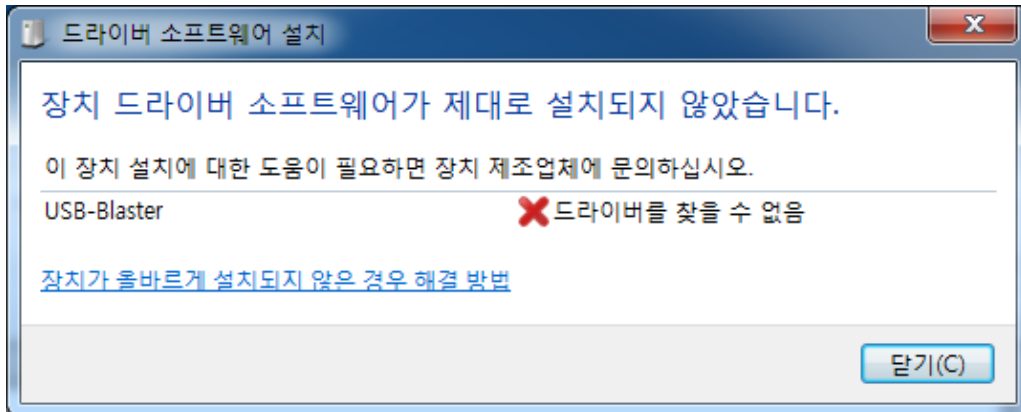 드라이버 소프트웨어 설치
장치 드라이버 소프트웨어가 제대로 설치되지 않았습니다.
이 장치 설치에 대한 도움이 필요하면 장치 제조업체에 문의하십시오.
USB-Blaster 드라이버를 찾을 수 없음
장치가 올바르게 설치되지 않은 경우 해결 방법
닫기(C)